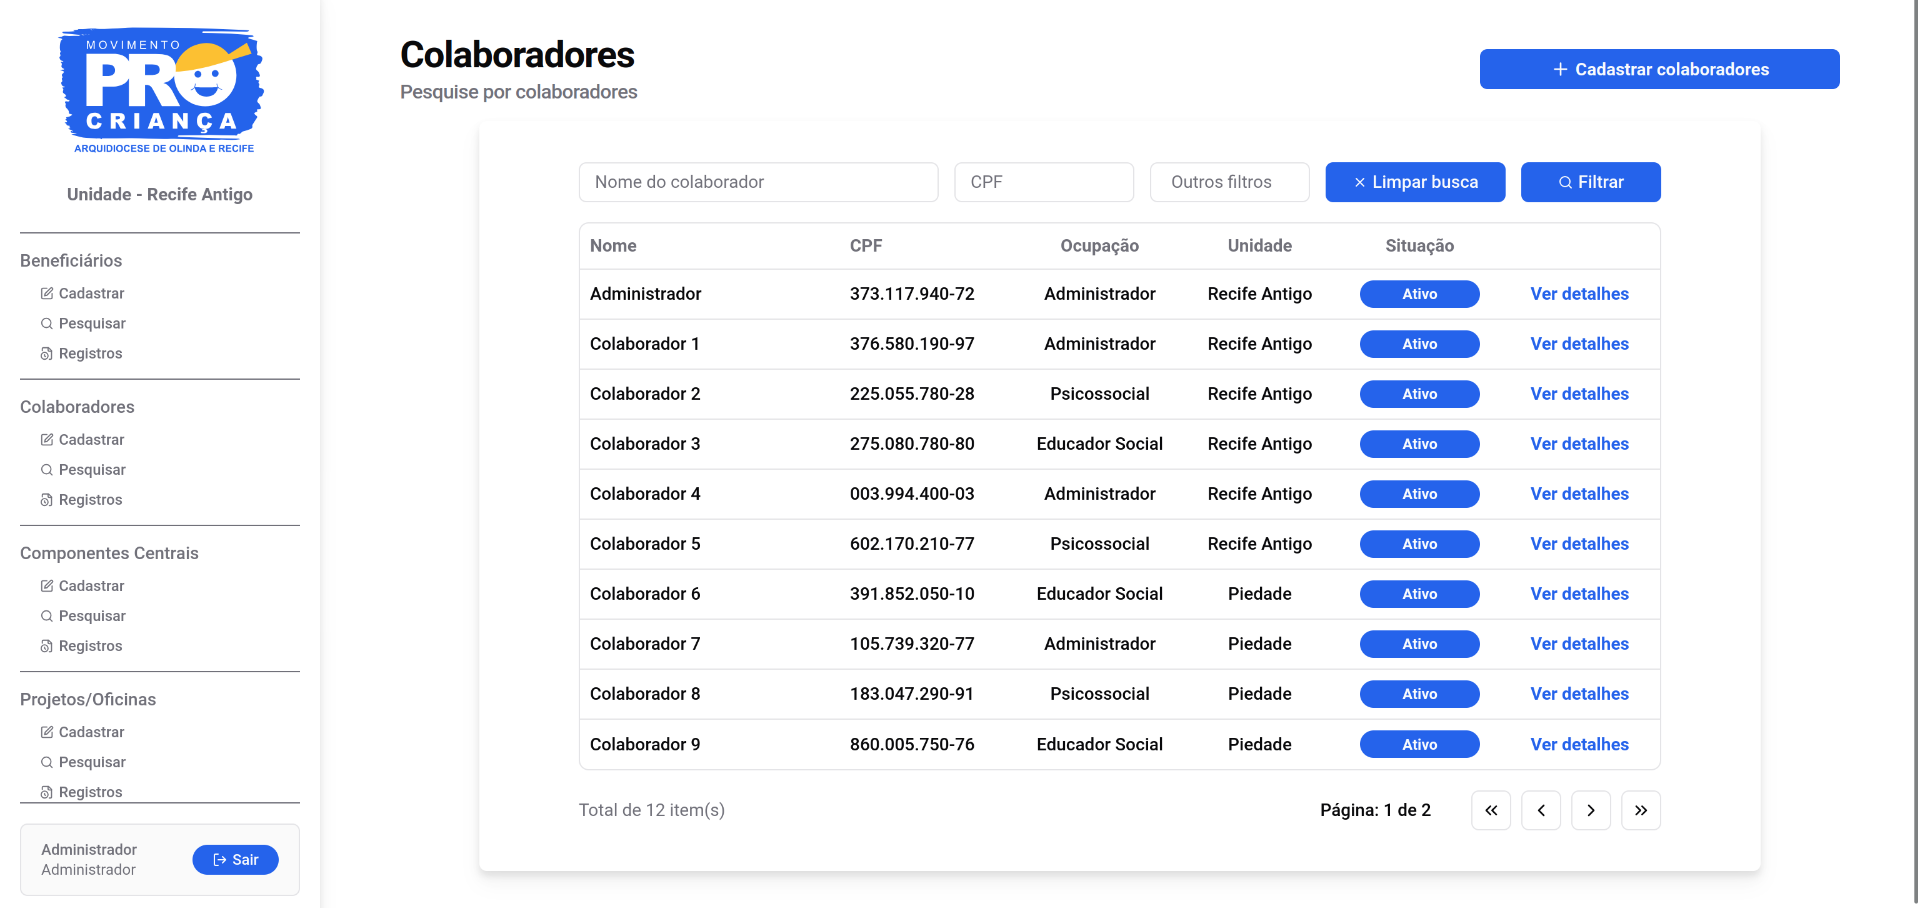 MOVIMENTO
PRO
CRIANÇA
ARQUIDIOCESE DE OLINDA E RECIFE
Unidade - Recife Antigo
Beneficiários
Cadastrar
Pesquisar
Registros
Colaboradores
Cadastrar
Pesquisar
Registros
Componentes Centrais
Cadastrar
Pesquisar
Registros
Projetos/Oficinas
Cadastrar
Pesquisar
Registros
Administrador
Administrador
Sair
Colaboradores
Pesquise por colaboradores
+ Cadastrar colaboradores
Nome do colaborador CPF Outros filtros × Limpar busca Filtrar
Nome CPF Ocupação Unidade Situação
Administrador 373.117.940-72 Administrador Recife Antigo Ativo Ver detalhes
Colaborador 1 376.580.190-97 Administrador Recife Antigo Ativo Ver detalhes
Colaborador 2 225.055.780-28 Psicossocial Recife Antigo Ativo Ver detalhes
Colaborador 3 275.080.780-80 Educador Social Recife Antigo Ativo Ver detalhes
Colaborador 4 003.994.400-03 Administrador Recife Antigo Ativo Ver detalhes
Colaborador 5 602.170.210-77 Psicossocial Recife Antigo Ativo Ver detalhes
Colaborador 6 391.852.050-10 Educador Social Piedade Ativo Ver detalhes
Colaborador 7 105.739.320-77 Administrador Piedade Ativo Ver detalhes
Colaborador 8 183.047.290-91 Psicossocial Piedade Ativo Ver detalhes
Colaborador 9 860.005.750-76 Educador Social Piedade Ativo Ver detalhes
Total de 12 item(s) Página: 1 de 2 « ‹ › »